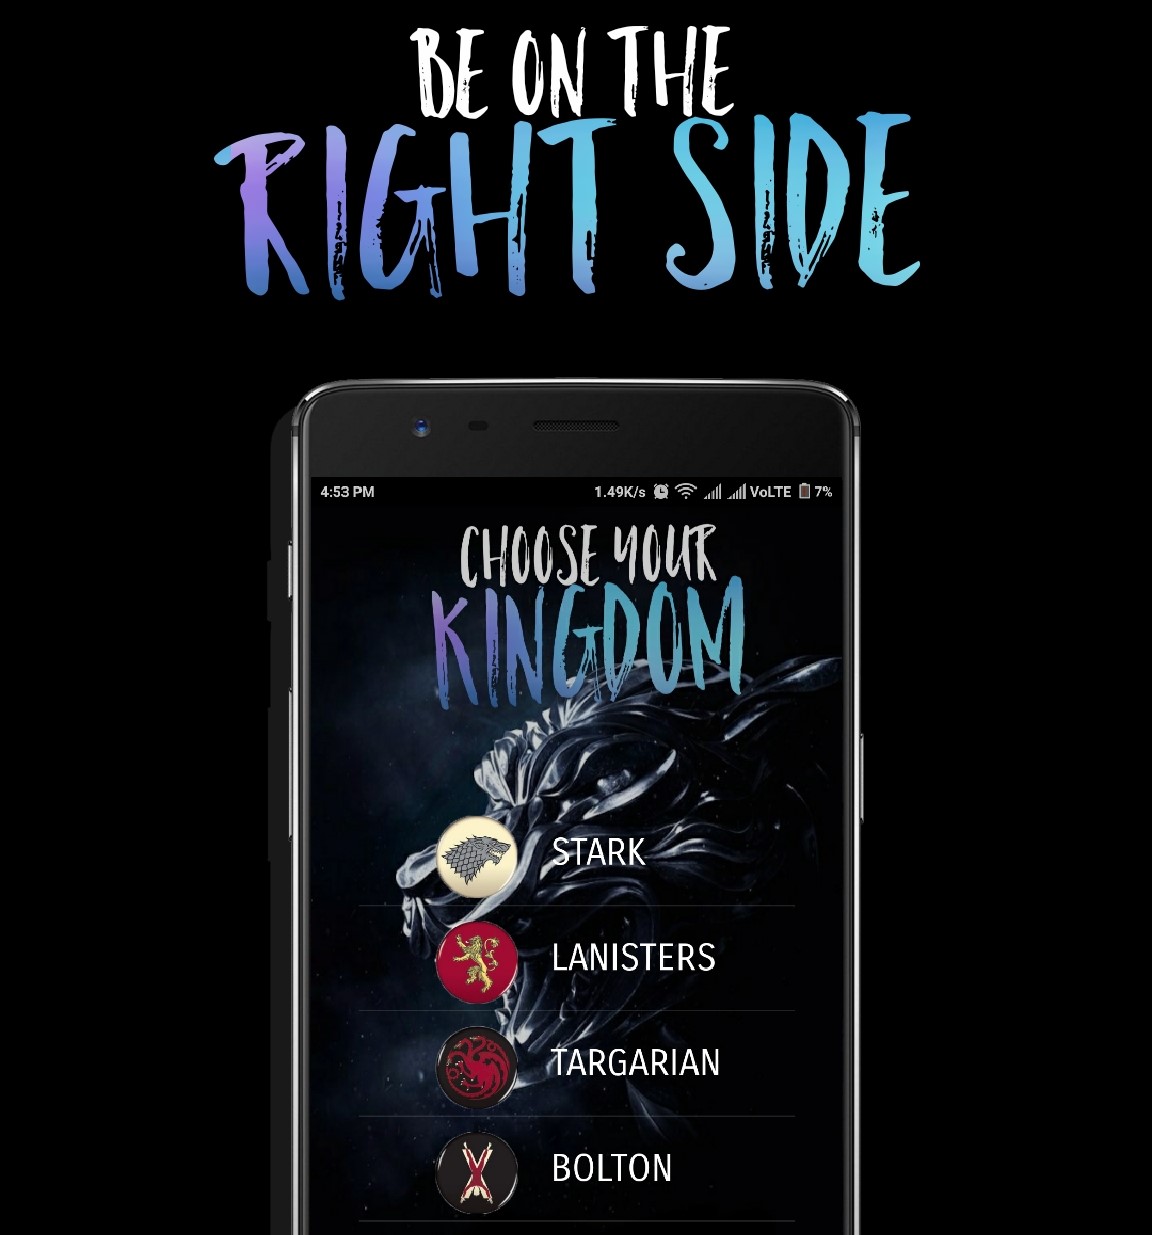 BE ON THE
RIGHT SIDE
4:53 PM 1.49K/s VoLTE 7%
CHOOSE YOUR
KINGDOM
STARK
LANISTERS
TARGARIAN
BOLTON